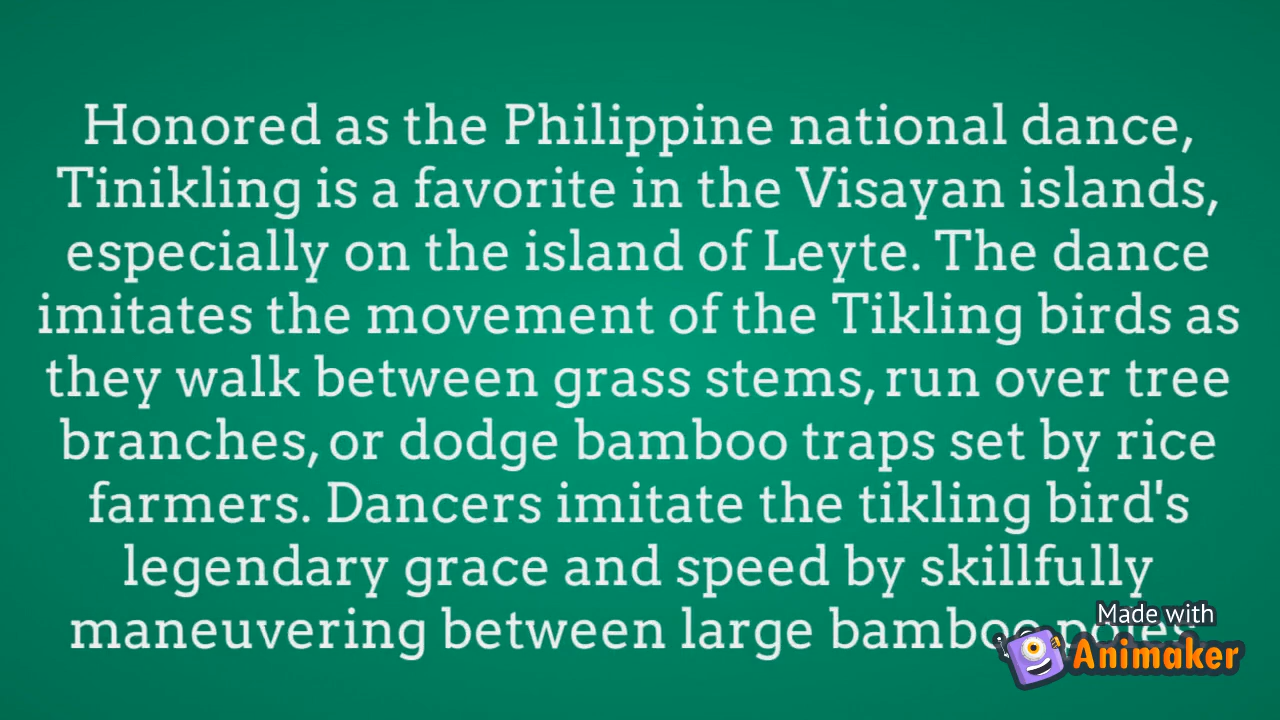 Honored as the Philippine national dance,
Tinikling is a favorite in the Visayan islands,
especially on the island of Leyte. The dance
imitates the movement of the Tikling birds as
they walk between grass stems, run over tree
branches, or dodge bamboo traps set by rice
farmers. Dancers imitate the tikling bird's
legendary grace and speed by skillfully
maneuvering between large bamboo poles
Made with
Animaker